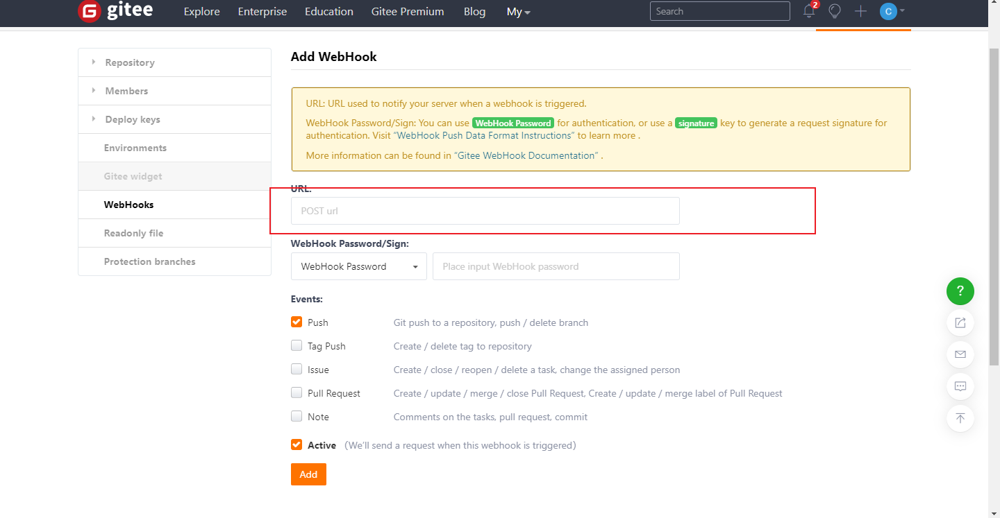 gitee Explore Enterprise Education Gitee Premium Blog My Search 2 C
Add WebHook
Repository
Members
Deploy keys
Environments
Gitee widget
WebHooks
Readonly file
Protection branches
URL: URL used to notify your server when a webhook is triggered.
WebHook Password/Sign: You can use WebHook Password for authentication, or use a signature key to generate a request signature for
authentication. Visit “WebHook Push Data Format Instructions” to learn more .
More information can be found in “Gitee WebHook Documentation” .
URL:
POST url
WebHook Password/Sign:
WebHook Password Place input WebHook password
Events:
Push Git push to a repository, push / delete branch
Tag Push Create / delete tag to repository
Issue Create / close / reopen / delete a task, change the assigned person
Pull Request Create / update / merge / close Pull Request, Create / update / merge label of Pull Request
Note Comments on the tasks, pull request, commit
Active (We'll send a request when this webhook is triggered)
Add
?